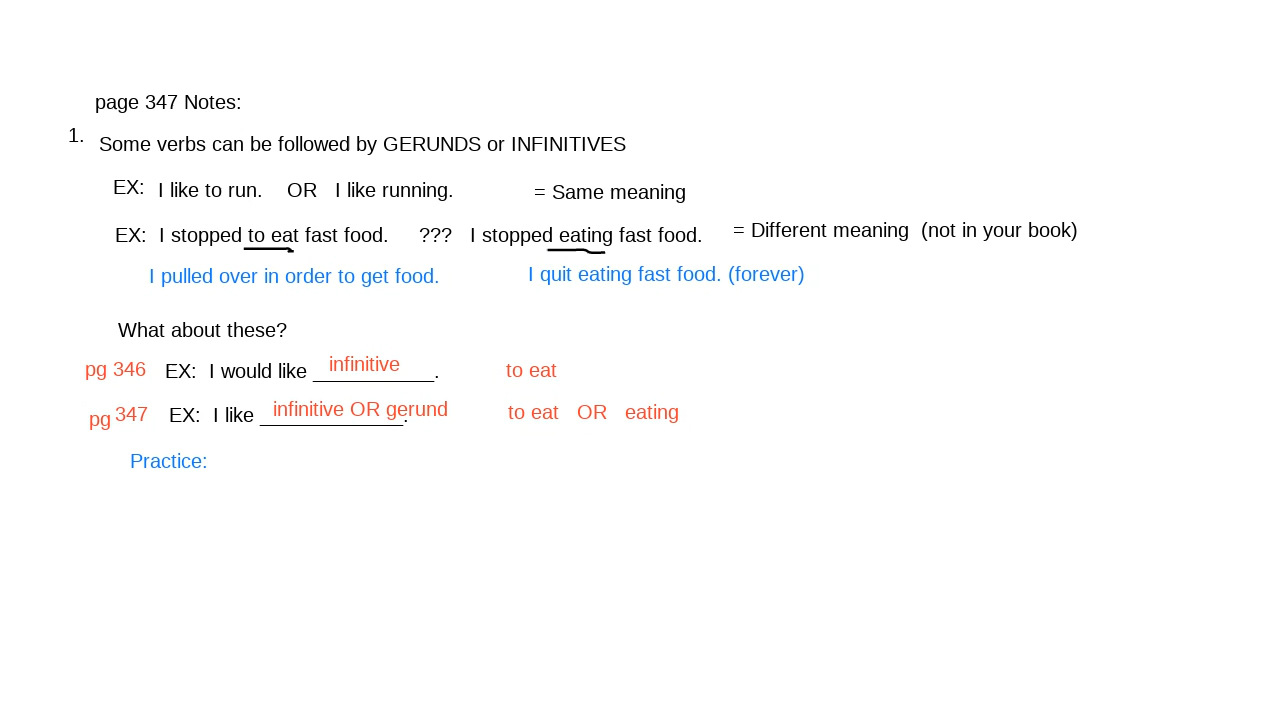 page 347 Notes:
1. Some verbs can be followed by GERUNDS or INFINITIVES
EX: I like to run. OR I like running. = Same meaning
EX: I stopped to eat fast food. ??? I stopped eating fast food. = Different meaning (not in your book)
I pulled over in order to get food. I quit eating fast food. (forever)
What about these?
pg 346 EX: I would like ___infinitive___. to eat
pg 347 EX: I like ___infinitive OR gerund___. to eat OR eating
Practice: